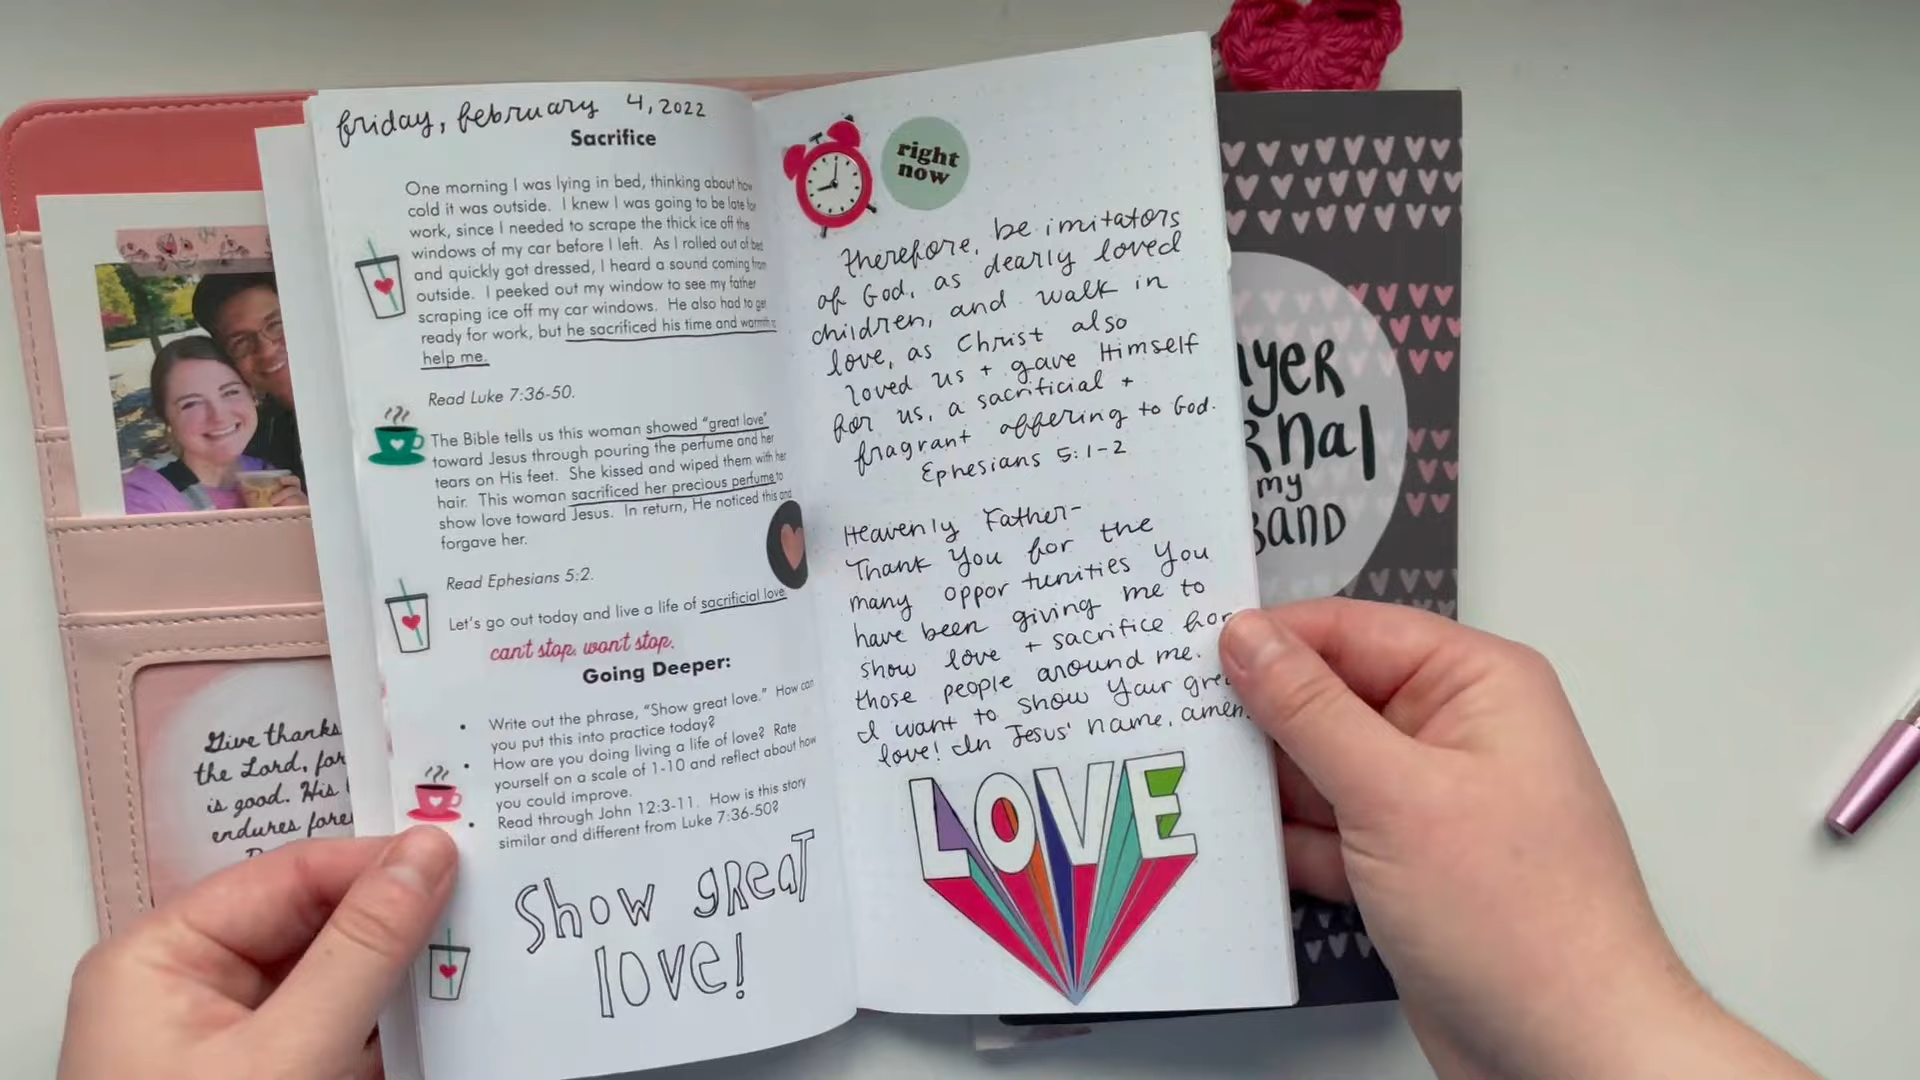 friday, february 4, 2022
Sacrifice
One morning I was lying in bed, thinking about how
cold it was outside. I knew I was going to be late for
work, since I needed to scrape the thick ice off the
windows of my car before I left. As I rolled out of bed
and quickly got dressed, I heard a sound coming from
outside. I peeked out my window to see my father
scraping ice off my car windows. He also had to get
ready for work, but he sacrificed his time and warmth to
help me.
Read Luke 7:36-50.
The Bible tells us this woman showed "great love"
toward Jesus through pouring the perfume and her
tears on His feet. She kissed and wiped them with her
hair. This woman sacrificed her precious perfume to
show love toward Jesus. In return, He noticed this and
forgave her.
Read Ephesians 5:2.
Let's go out today and live a life of sacrificial love
can't stop. won't stop.
Going Deeper:
• Write out the phrase, "Show great love." How can
you put this into practice today?
• How are you doing living a life of love? Rate
yourself on a scale of 1-10 and reflect about how
you could improve.
• Read through John 12:3-11. How is this story
similar and different from Luke 7:36-50?
Show great
love!
right
now
Therefore, be imitators
of God, as dearly loved
children, and walk in
love, as Christ also
loved us + gave Himself
for us, a sacrificial +
fragrant offering to God.
Ephesians 5:1-2
Heavenly Father-
Thank You for the
many opportunities You
have been giving me to
show love + sacrifice for
those people around me.
I want to show Your
love! In Jesus' name, amen.
LOVE
Give thanks
the Lord, for
is good. His
endures
my